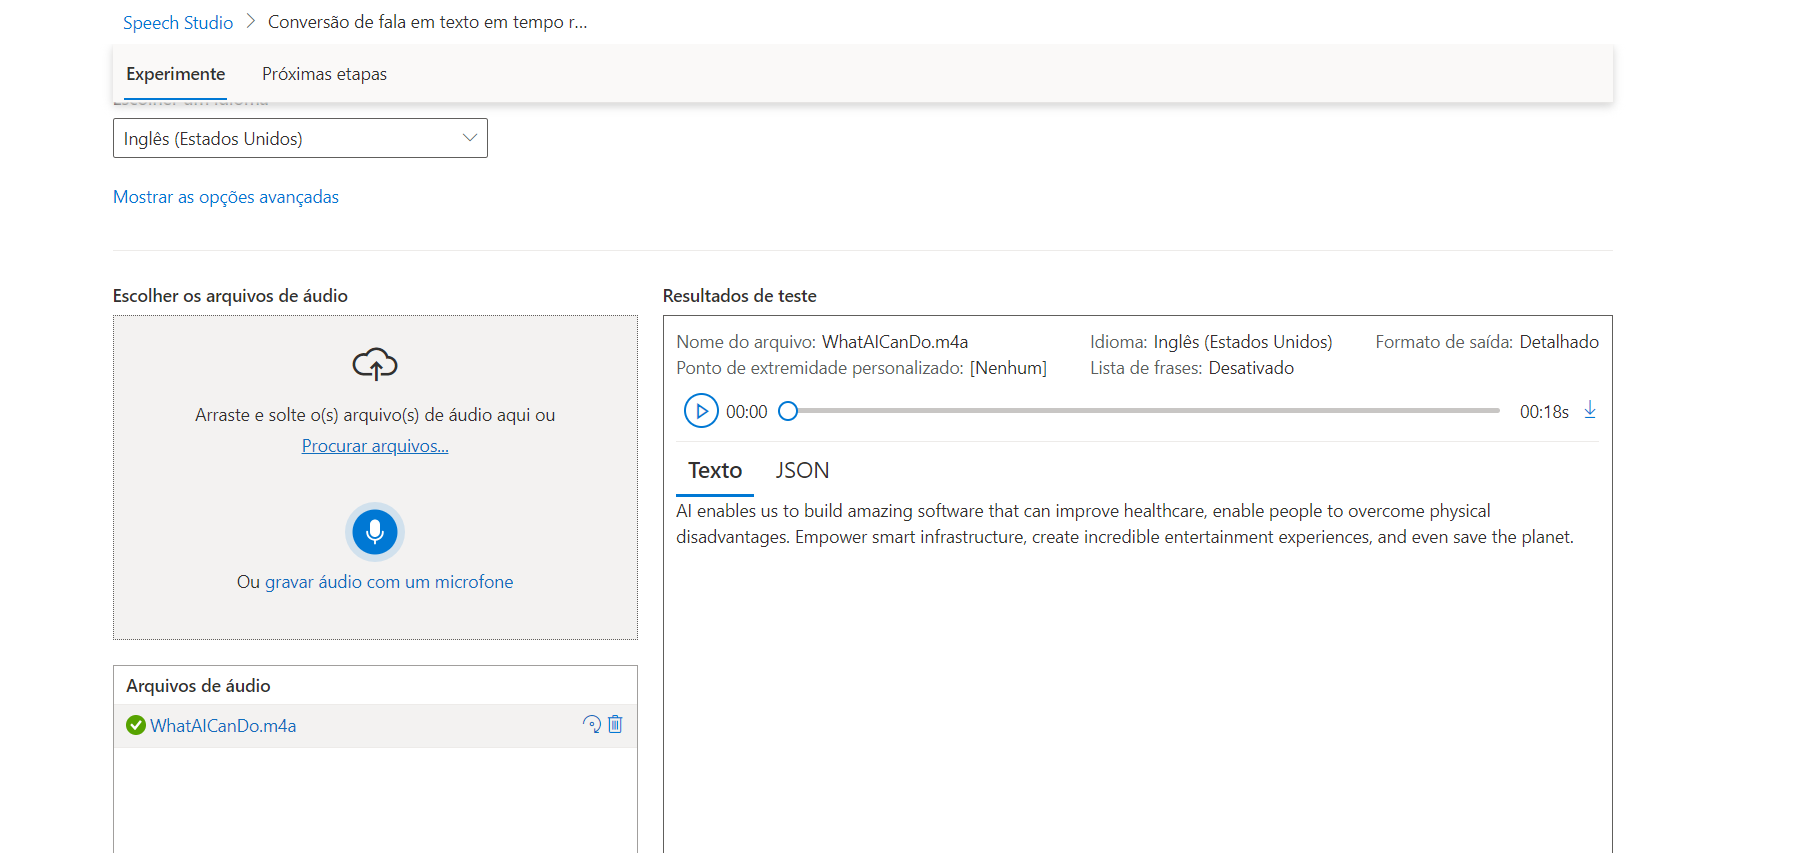 Speech Studio > Conversão de fala em texto em tempo r...
Experimente Próximas etapas
Inglês (Estados Unidos)
Mostrar as opções avançadas
Escolher os arquivos de áudio
Arraste e solte o(s) arquivo(s) de áudio aqui ou
Procurar arquivos...
Ou gravar áudio com um microfone
Arquivos de áudio
WhatAICanDo.m4a
Resultados de teste
Nome do arquivo: WhatAICanDo.m4a Idioma: Inglês (Estados Unidos) Formato de saída: Detalhado
Ponto de extremidade personalizado: [Nenhum] Lista de frases: Desativado
00:00 00:18s
Texto JSON
AI enables us to build amazing software that can improve healthcare, enable people to overcome physical
disadvantages. Empower smart infrastructure, create incredible entertainment experiences, and even save the planet.